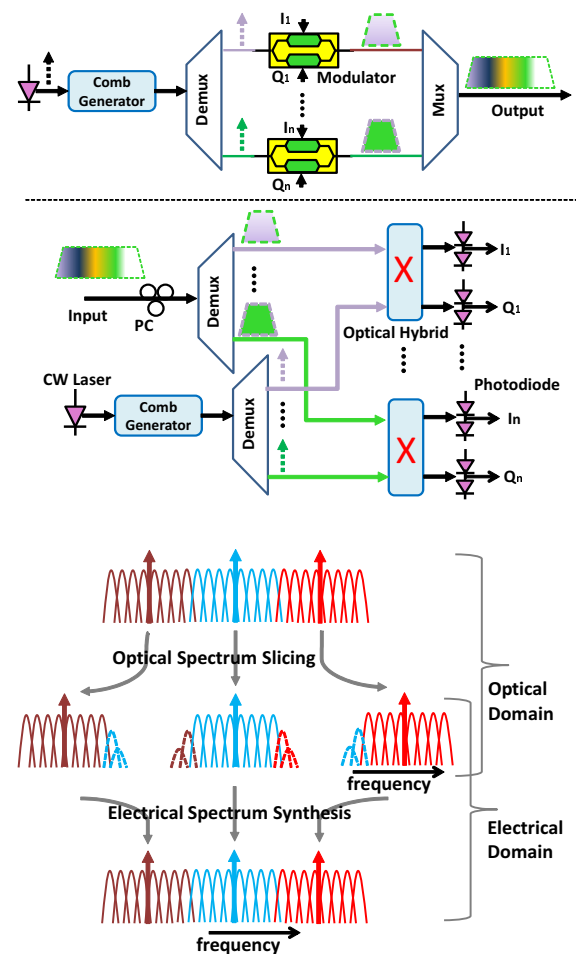 I1
Comb
Generator
Demux
Q1
Modulator
In
Qn
Mux
Output
Input
PC
Demux
X
Optical Hybrid
I1
Q1
CW Laser
Comb
Generator
Demux
X
Photodiode
In
Qn
Optical Spectrum Slicing
Optical
Domain
frequency
Electrical Spectrum Synthesis
Electrical
Domain
frequency